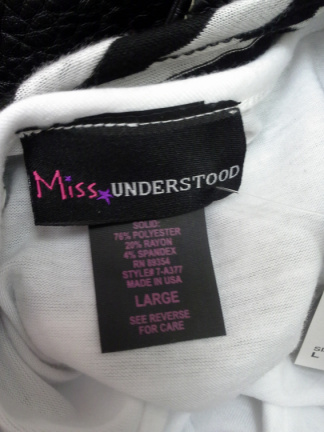 Miss UNDERSTOOD
SOLID:
76% POLYESTER
20% RAYON
4% SPANDEX
RN 89354
STYLE# 7-A377
MADE IN USA
LARGE
SEE REVERSE
FOR CARE
L